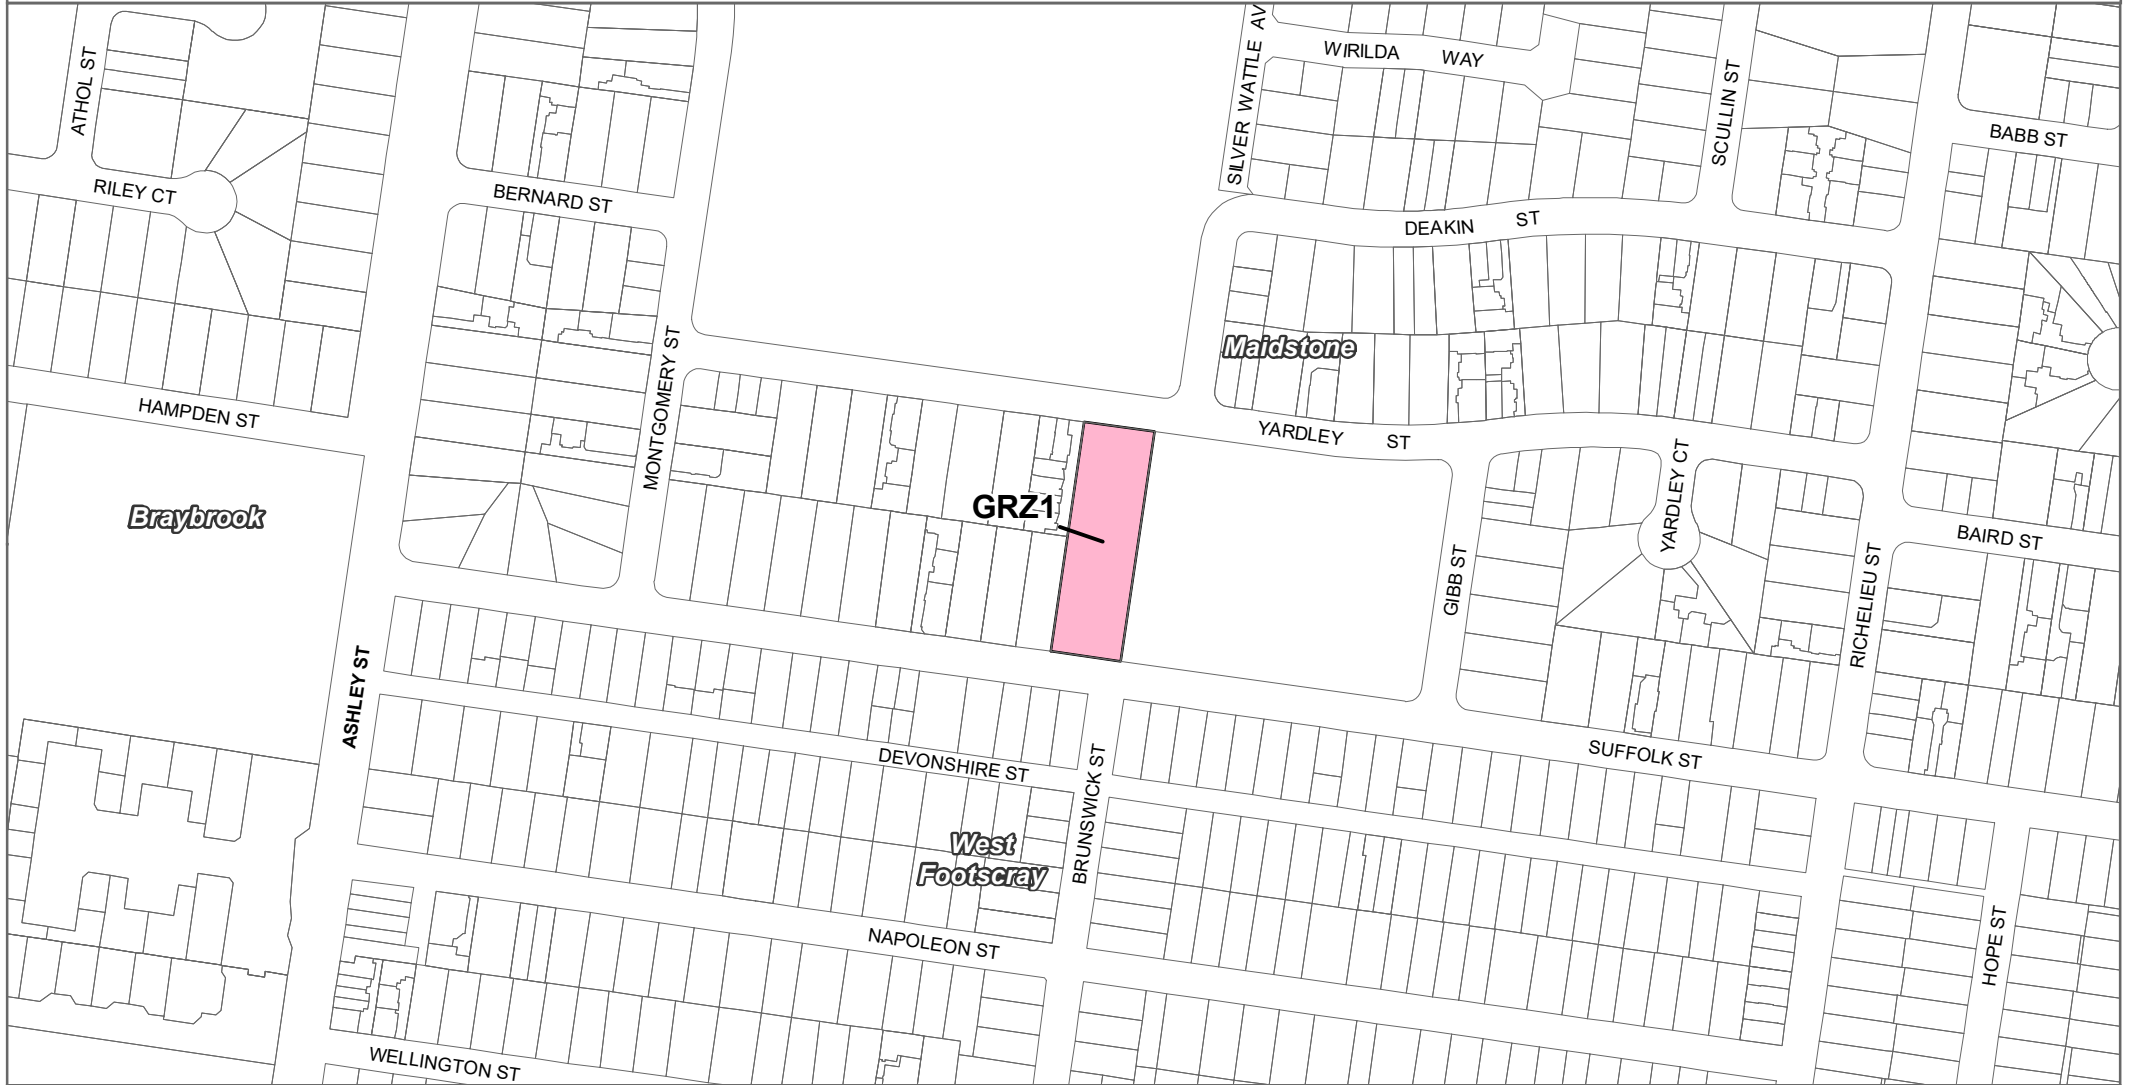 SILVER WATTLE AV
WIRILDA WAY
ATHOL ST
SCULLIN ST
BABB ST
RILEY CT
BERNARD ST
DEAKIN ST
Maidstone
MONTGOMERY ST
HAMPDEN ST
YARDLEY ST
YARDLEY CT
GRZ1
Braybrook
BAIRD ST
GIBB ST
RICHELIEU ST
ASHLEY ST
DEVONSHIRE ST
SUFFOLK ST
BRUNSWICK ST
West
Footscray
NAPOLEON ST
HOPE ST
WELLINGTON ST